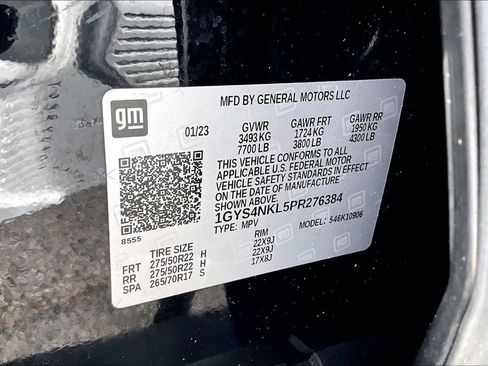 MFD BY GENERAL MOTORS LLC
gm
01/23 GVWR GAWR FRT GAWR RR
3493 KG 1724 KG 1950 KG
7700 LB 3800 LB 4300 LB
THIS VEHICLE CONFORMS TO ALL
APPLICABLE U.S. FEDERAL MOTOR
VEHICLE SAFETY STANDARDS IN EFFECT
ON THE DATE OF MANUFACTURE
SHOWN ABOVE.
1GYS4NKL5PR276384
8555
TYPE: MPV MODEL: 546K10906
TIRE SIZE RIM
FRT 275/50R22 H 22X9J
RR 275/50R22 H 22X9J
SPA 265/70R17 S 17X8J